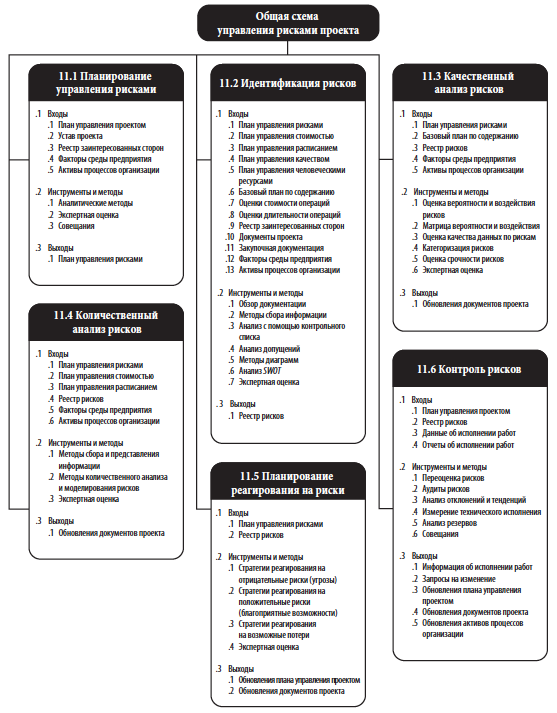 Общая схема
управления рисками проекта
11.1 Планирование
управления рисками
.1 Входы
.1 План управления проектом
.2 Устав проекта
.3 Реестр заинтересованных сторон
.4 Факторы среды предприятия
.5 Активы процессов организации
.2 Инструменты и методы
.1 Аналитические методы
.2 Экспертная оценка
.3 Совещания
.3 Выходы
.1 План управления рисками
11.2 Идентификация рисков
.1 Входы
.1 План управления рисками
.2 План управления стоимостью
.3 План управления расписанием
.4 План управления качеством
.5 План управления человеческими
ресурсами
.6 Базовый план по содержанию
.7 Оценки стоимости операций
.8 Оценки длительности операций
.9 Реестр заинтересованных сторон
.10 Документы проекта
.11 Закупочная документация
.12 Факторы среды предприятия
.13 Активы процессов организации
.2 Инструменты и методы
.1 Обзор документации
.2 Методы сбора информации
.3 Анализ с помощью контрольного
списка
.4 Анализ допущений
.5 Методы диаграмм
.6 Анализ SWOT
.7 Экспертная оценка
.3 Выходы
.1 Реестр рисков
11.3 Качественный
анализ рисков
.1 Входы
.1 План управления рисками
.2 Базовый план по содержанию
.3 Реестр рисков
.4 Факторы среды предприятия
.5 Активы процессов организации
.2 Инструменты и методы
.1 Оценка вероятности и воздействия
рисков
.2 Матрица вероятности и воздействия
.3 Оценка качества данных по рискам
.4 Категоризация рисков
.5 Оценка срочности рисков
.6 Экспертная оценка
.3 Выходы
.1 Обновления документов проекта
11.4 Количественный
анализ рисков
.1 Входы
.1 План управления рисками
.2 План управления стоимостью
.3 План управления расписанием
.4 Реестр рисков
.5 Факторы среды предприятия
.6 Активы процессов организации
.2 Инструменты и методы
.1 Методы сбора и представления
информации
.2 Методы количественного анализа
и моделирования рисков
.3 Экспертная оценка
.3 Выходы
.1 Обновления документов проекта
11.5 Планирование
реагирования на риски
.1 Входы
.1 План управления рисками
.2 Реестр рисков
.2 Инструменты и методы
.1 Стратегии реагирования на
отрицательные риски (угрозы)
.2 Стратегии реагирования на
положительные риски
(благоприятные возможности)
.3 Стратегии реагирования
на возможные потери
.4 Экспертная оценка
.3 Выходы
.1 Обновления плана управления проектом
.2 Обновления документов проекта
11.6 Контроль рисков
.1 Входы
.1 План управления проектом
.2 Реестр рисков
.3 Данные об исполнении работ
.4 Отчеты об исполнении работ
.2 Инструменты и методы
.1 Переоценка рисков
.2 Аудиты рисков
.3 Анализ отклонений и тенденций
.4 Измерение технического исполнения
.5 Анализ резервов
.6 Совещания
.3 Выходы
.1 Информация об исполнении работ
.2 Запросы на изменение
.3 Обновления плана управления
проектом
.4 Обновления документов проекта
.5 Обновления активов процессов
организации